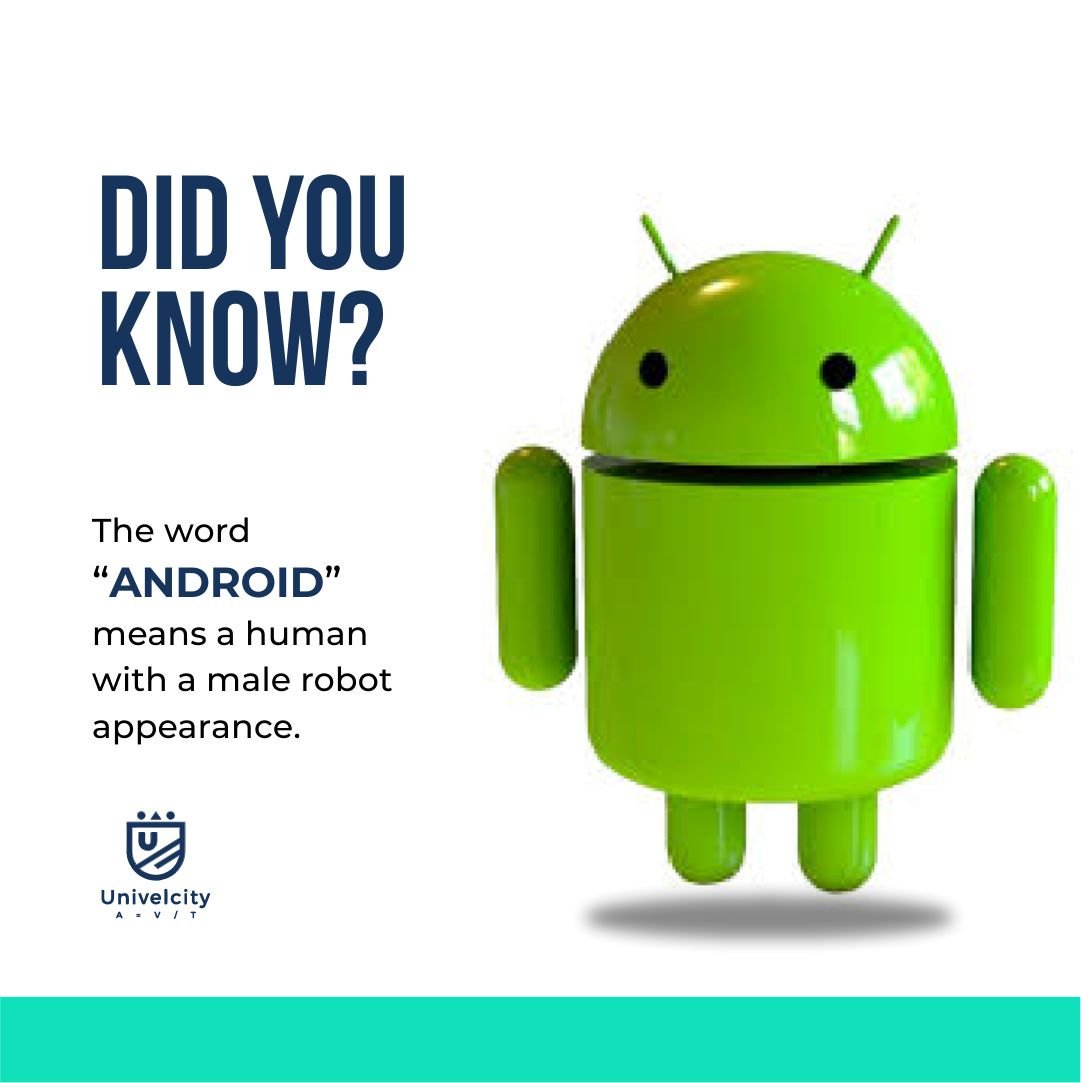 DID YOU
KNOW?
The word
“ANDROID”
means a human
with a male robot
appearance.
U
Univelcity
A = V / T